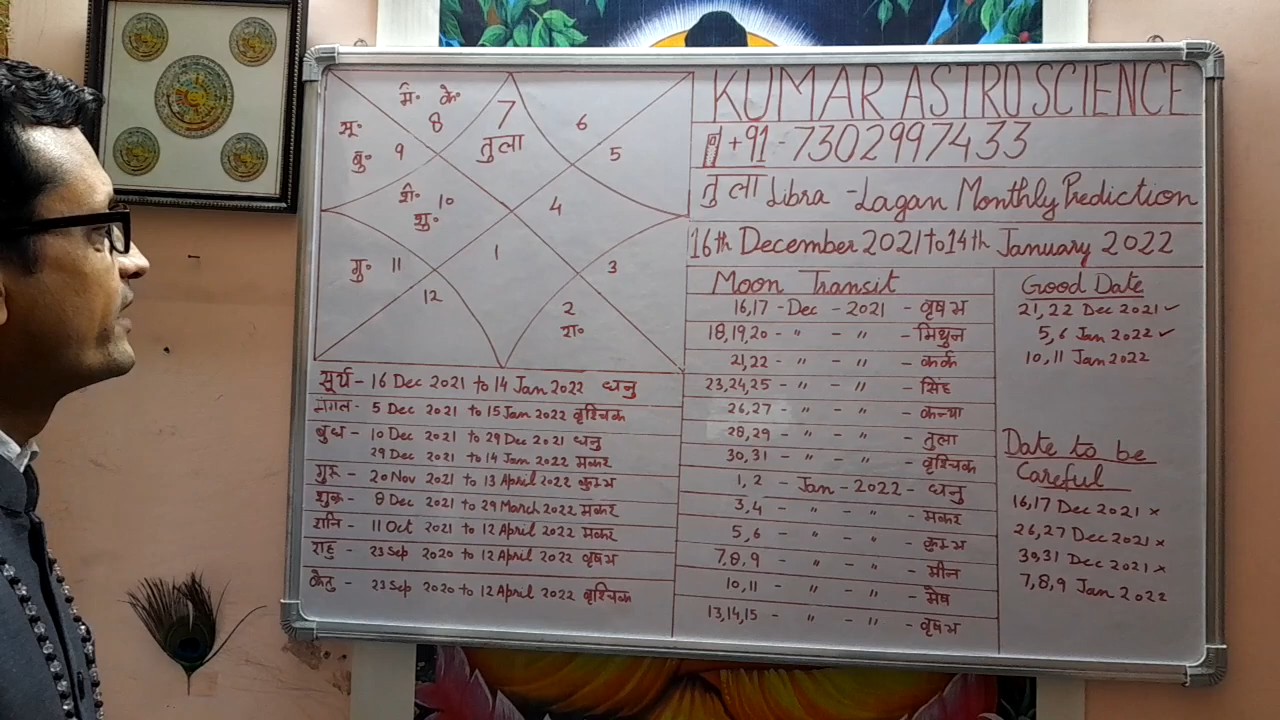 मं॰ के॰
8
7
तुला
6
सू॰
बु॰ 9
5
श॰ 10
शु॰
4
गु॰ 11
1
3
12
2
रा॰
सूर्य - 16 Dec 2021 to 14 Jan 2022 धनु
मंगल - 5 Dec 2021 to 15 Jan 2022 वृश्चिक
बुध - 10 Dec 2021 to 29 Dec 2021 धनु
29 Dec 2021 to 14 Jan 2022 मकर
गुरू - 20 Nov 2021 to 13 April 2022 कुम्भ
शुक्र - 8 Dec 2021 to 29 March 2022 मकर
शनि - 11 Oct 2021 to 12 April 2022 मकर
राहु - 23 Sep 2020 to 12 April 2022 वृषभ
केतु - 23 Sep 2020 to 12 April 2022 वृश्चिक
KUMAR ASTRO SCIENCE
+91-7302997433
तुला Libra - Lagan Monthly Prediction
16th December 2021 to 14th January 2022
Moon Transit
16,17 - Dec - 2021 - वृषभ
18,19,20 - " - " - मिथुन
21,22 - " - " - कर्क
23,24,25 - " - " - सिंह
26,27 - " - " - कन्या
28,29 - " - " - तुला
30,31 - " - " - वृश्चिक
1,2 - Jan - 2022 - धनु
3,4 - " - " - मकर
5,6 - " - " - कुम्भ
7,8,9 - " - " - मीन
10,11 - " - " - मेष
13,14,15 - " - " - वृषभ
Good Date
21,22 Dec 2021 ✓
5,6 Jan 2022 ✓
10,11 Jan 2022
Date to be
Careful
16,17 Dec 2021 x
26,27 Dec 2021 x
30,31 Dec 2021 x
7,8,9 Jan 2022